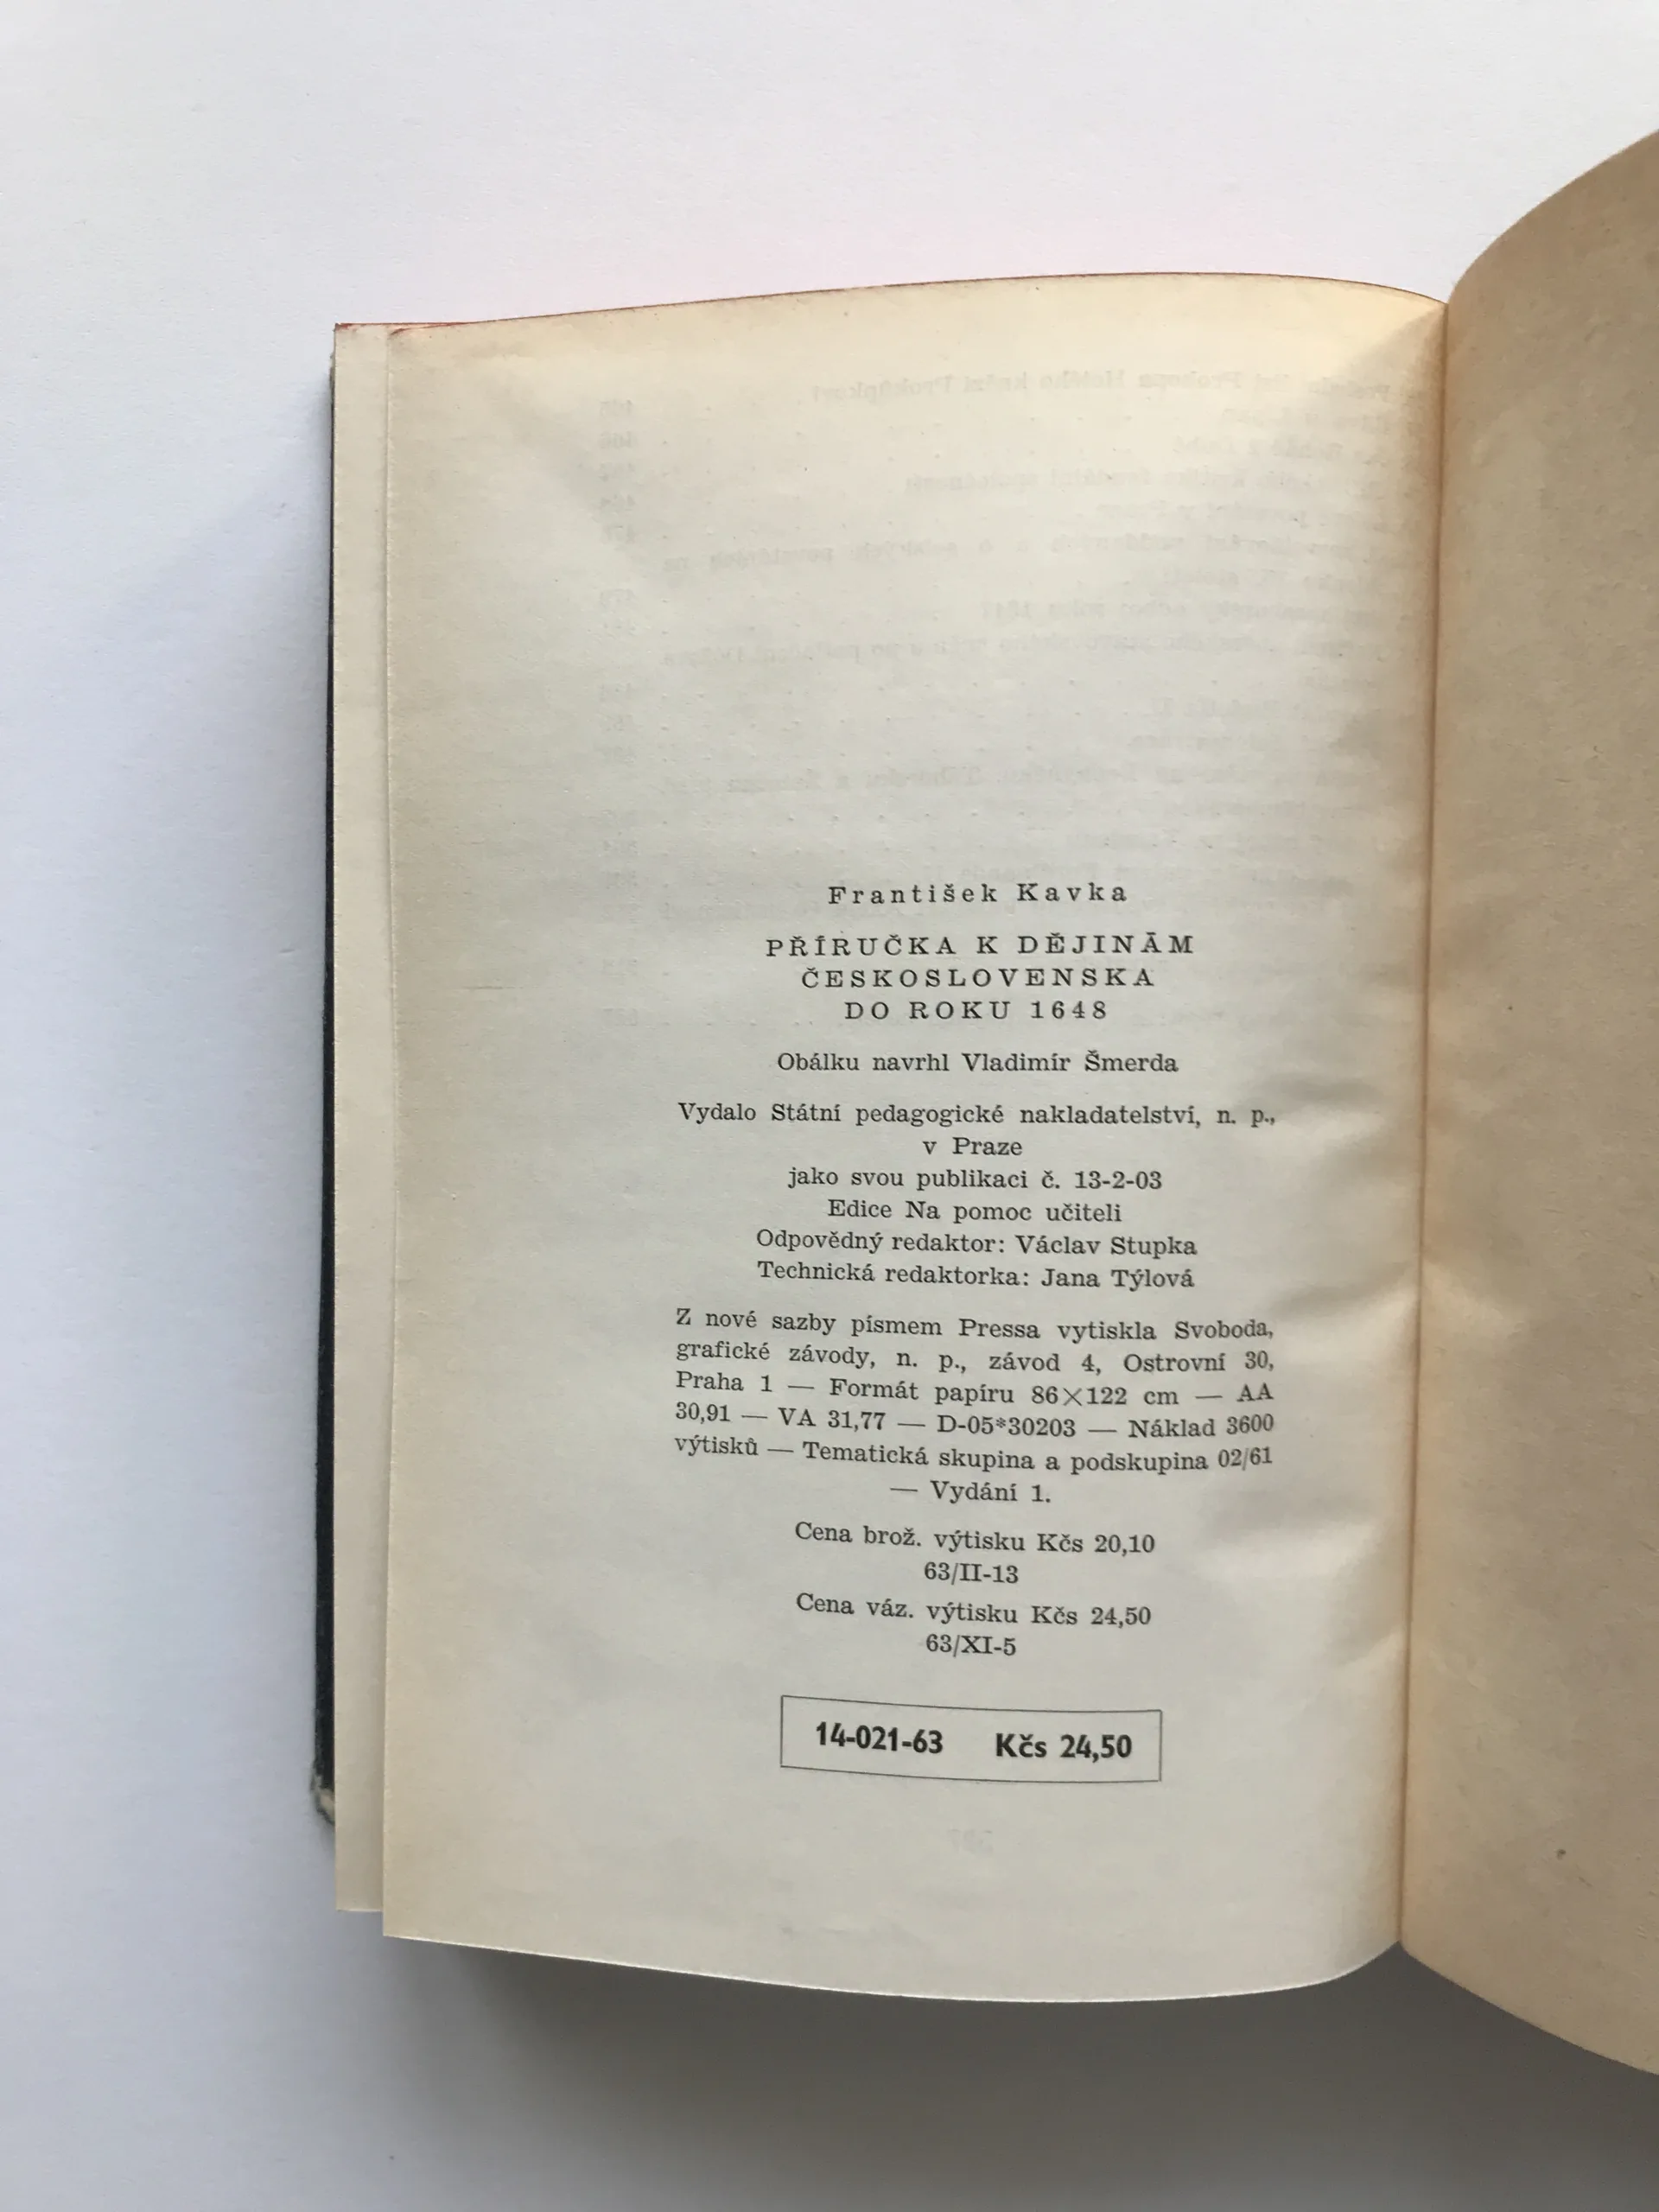 František Kavka
PŘÍRUČKA K DĚJINÁM
ČESKOSLOVENSKA
DO ROKU 1648
Obálku navrhl Vladimír Šmerda
Vydalo Státní pedagogické nakladatelství, n. p.,
v Praze
jako svou publikaci č. 13-2-03
Edice Na pomoc učiteli
Odpovědný redaktor: Václav Stupka
Technická redaktorka: Jana Týlová
Z nové sazby písmem Pressa vytiskla Svoboda,
grafické závody, n. p., závod 4, Ostrovní 30,
Praha 1 — Formát papíru 86×122 cm — AA
30,91 — VA 31,77 — D-05*30203 — Náklad 3600
výtisků — Tematická skupina a podskupina 02/61
— Vydání 1.
Cena brož. výtisku Kčs 20,10
63/II-13
Cena váz. výtisku Kčs 24,50
63/XI-5
14-021-63 Kčs 24,50